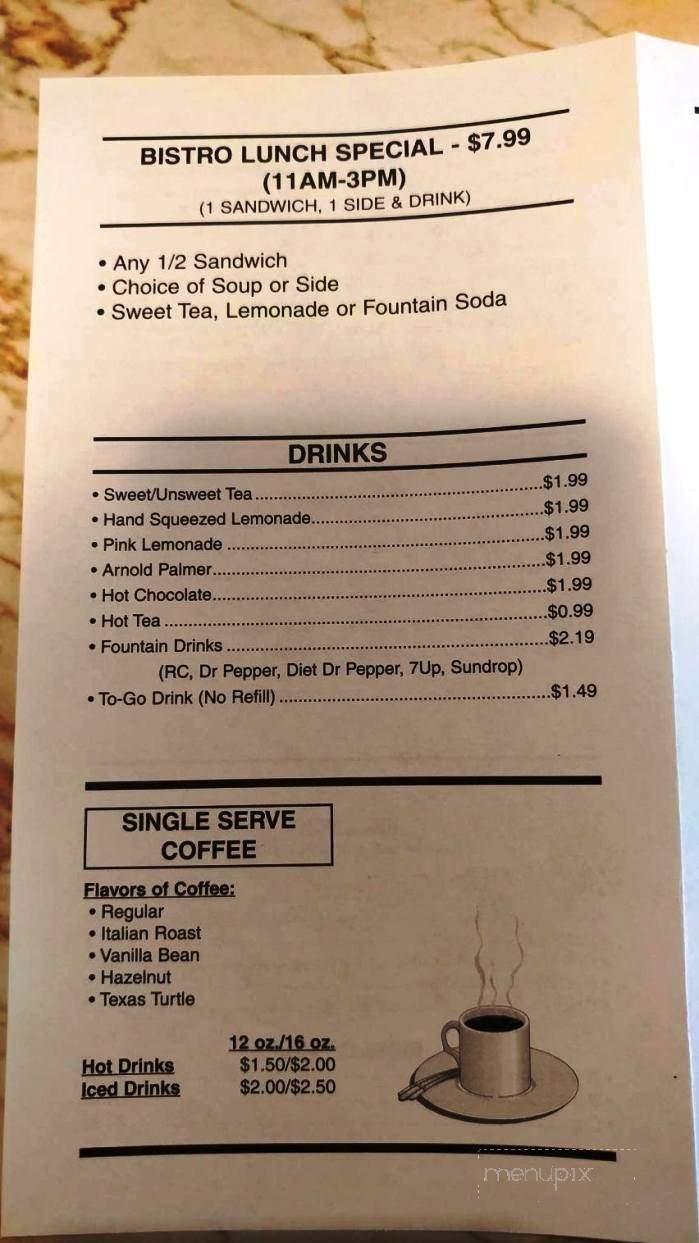 BISTRO LUNCH SPECIAL - $7.99
(11AM-3PM)
(1 SANDWICH, 1 SIDE & DRINK)
• Any 1/2 Sandwich
• Choice of Soup or Side
• Sweet Tea, Lemonade or Fountain Soda
DRINKS
• Sweet/Unsweet Tea ........ $1.99
• Hand Squeezed Lemonade ........ $1.99
• Pink Lemonade ........ $1.99
• Arnold Palmer ........ $1.99
• Hot Chocolate ........ $1.99
• Hot Tea ........ $0.99
• Fountain Drinks ........ $2.19
(RC, Dr Pepper, Diet Dr Pepper, 7Up, Sundrop)
• To-Go Drink (No Refill) ........ $1.49
SINGLE SERVE
COFFEE
Flavors of Coffee:
• Regular
• Italian Roast
• Vanilla Bean
• Hazelnut
• Texas Turtle
12 oz./16 oz.
Hot Drinks $1.50/$2.00
Iced Drinks $2.00/$2.50
menupix